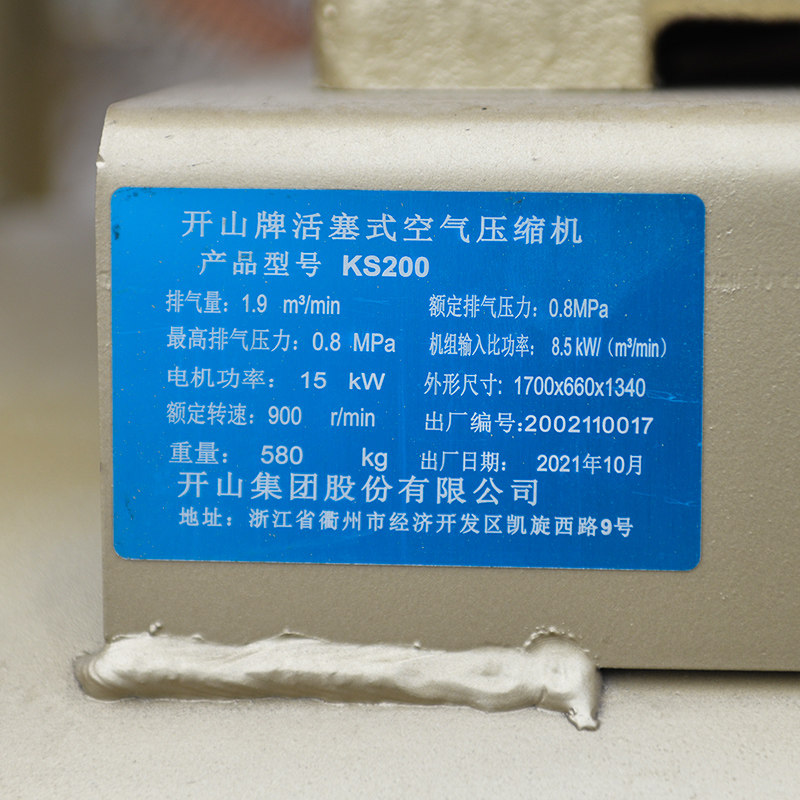 开山牌活塞式空气压缩机
产品型号 KS200
排气量: 1.9 m³/min 额定排气压力: 0.8MPa
最高排气压力: 0.8 MPa 机组输入比功率: 8.5 kW/(m³/min)
电机功率: 15 kW 外形尺寸: 1700x660x1340
额定转速: 900 r/min 出厂编号:2002110017
重量: 580 kg 出厂日期: 2021年10月
开山集团股份有限公司
地址: 浙江省衢州市经济开发区凯旋西路9号